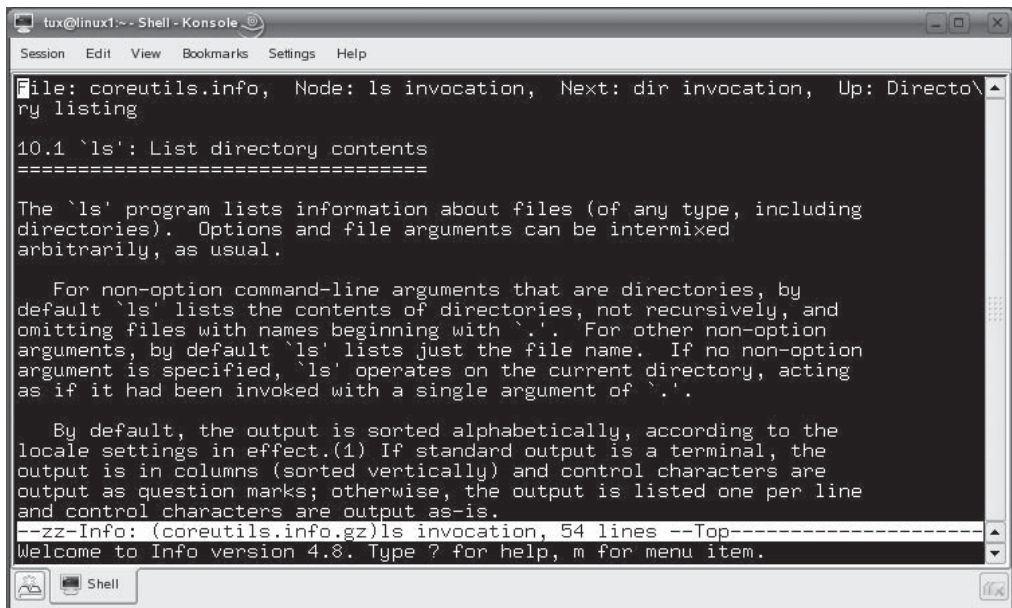 tux@linux1:~ - Shell - Konsole
Session Edit View Bookmarks Settings Help
File: coreutils.info,  Node: ls invocation,  Next: dir invocation,  Up: Directo\
ry listing
10.1 `ls': List directory contents
==================================
The `ls' program lists information about files (of any type, including
directories).  Options and file arguments can be intermixed
arbitrarily, as usual.
   For non-option command-line arguments that are directories, by
default `ls' lists the contents of directories, not recursively, and
omitting files with names beginning with `.'.  For other non-option
arguments, by default `ls' lists just the file name.  If no non-option
argument is specified, `ls' operates on the current directory, acting
as if it had been invoked with a single argument of `.'.
   By default, the output is sorted alphabetically, according to the
locale settings in effect.(1) If standard output is a terminal, the
output is in columns (sorted vertically) and control characters are
output as question marks; otherwise, the output is listed one per line
and control characters are output as-is.
--zz-Info: (coreutils.info.gz)ls invocation, 54 lines --Top---------------------
Welcome to Info version 4.8. Type ? for help, m for menu item.
Shell